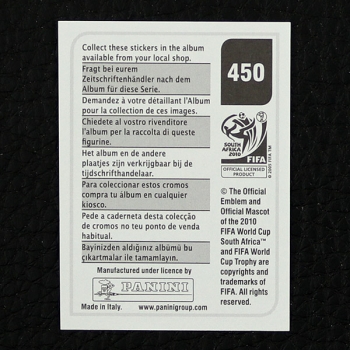 Collect these stickers in the album
available from your local shop.
Fragt bei eurem
Zeitschriftenhändler nach dem
Album für diese Serie.
Demandez à votre détaillant l'Album
pour la collection de ces images.
Chiedete al vostro rivenditore
l'album per la raccolta di queste
figurine.
Het album en de andere
plaatjes zijn verkrijgbaar bij de
tijdschrifthandelaar.
Para coleccionar estos cromos
compra tu álbum en cualquier
kiosco.
Pede a caderneta desta colecção
de cromos no teu ponto de venda
habitual.
Bayinizden aldığınız albümü bu
çıkartmalar ile tamamlayın.
Manufactured under licence by
PANINI
Made in Italy. www.paninigroup.com
450
SOUTH AFRICA
2010
FIFA
OFFICIAL LICENSED
PRODUCT
© The Official
Emblem and
Official Mascot
of the 2010
FIFA World Cup
South Africa™
and FIFA World
Cup Trophy are
copyrights and
trademarks of
FIFA. All rights
reserved.